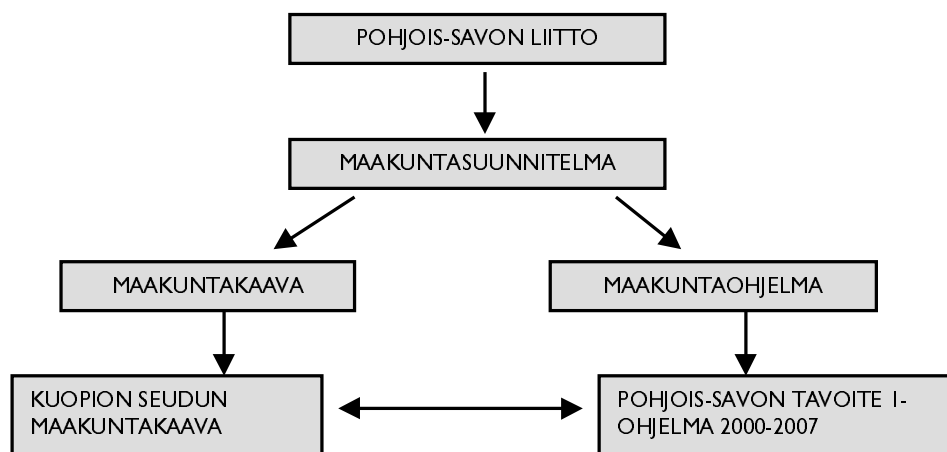 POHJOIS-SAVON LIITTO
MAAKUNTASUUNNITELMA
MAAKUNTAKAAVA
MAAKUNTAOHJELMA
KUOPION SEUDUN
MAAKUNTAKAAVA
POHJOIS-SAVON TAVOITE 1-
OHJELMA 2000-2007